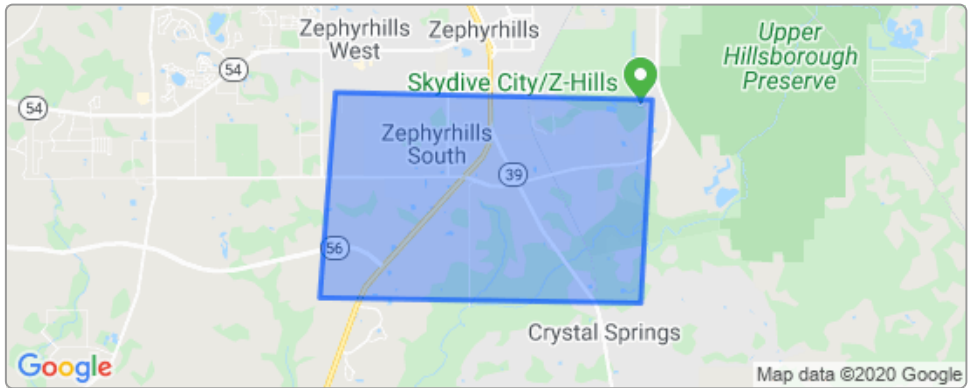 Zephyrhills
West
Zephyrhills
Upper
Hillsborough
Preserve
54
Skydive City/Z-Hills
54
Zephyrhills
South
39
56
Crystal Springs
Google
Map data ©2020 Google